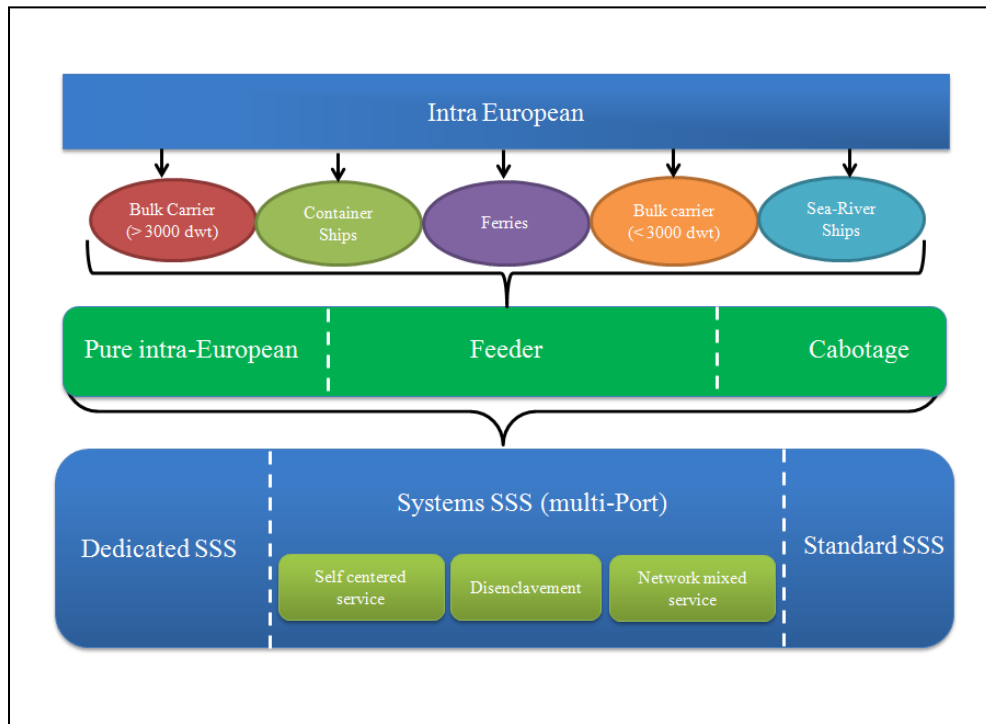 Intra European
Bulk Carrier
(> 3000 dwt)
Container
Ships
Ferries
Bulk carrier
(< 3000 dwt)
Sea-River
Ships
Pure intra-European
Feeder
Cabotage
Dedicated SSS
Systems SSS (multi-Port)
Self centered
service
Disenclavement
Network mixed
service
Standard SSS